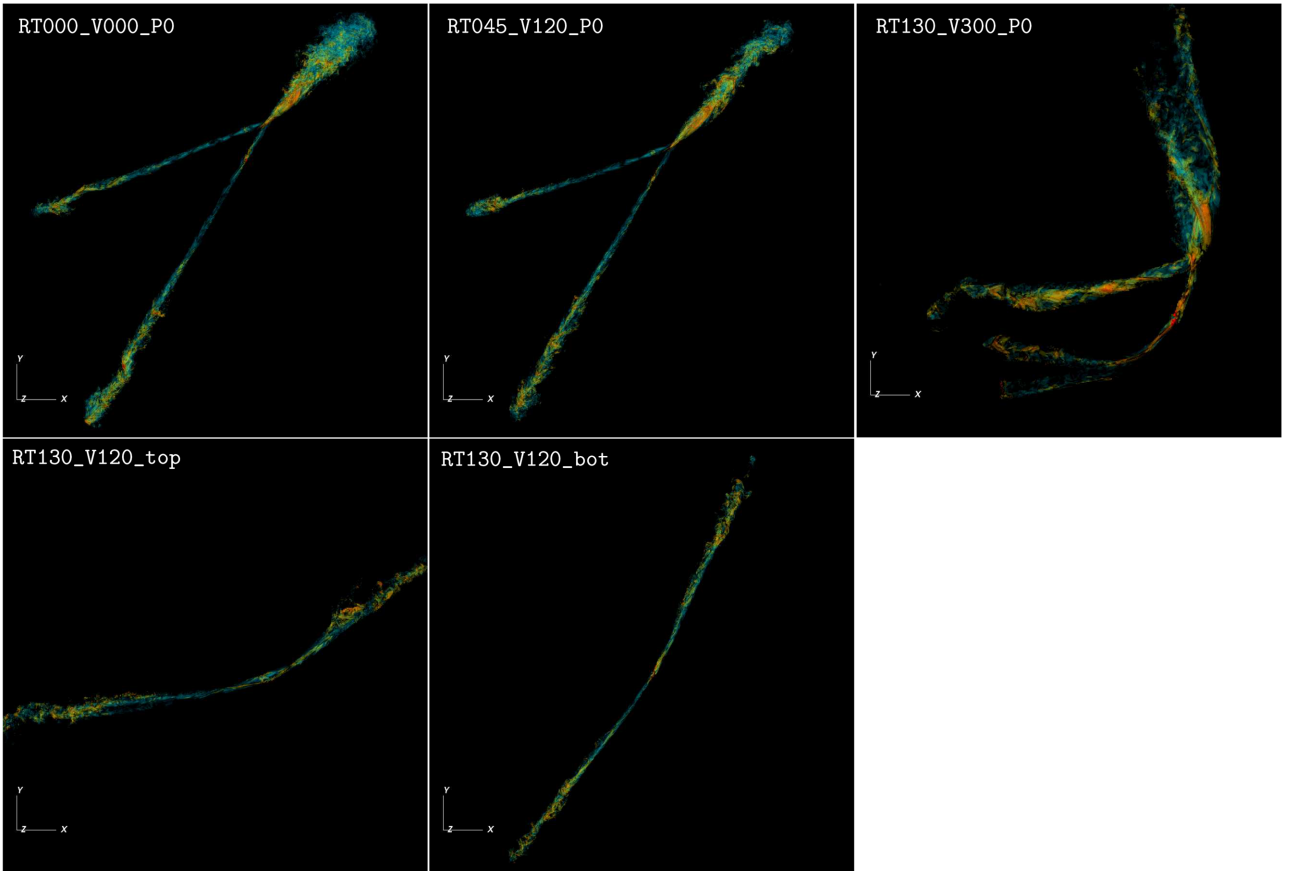 RT000_V000_P0
RT045_V120_P0
RT130_V300_P0
Y
Z X
Y
Z X
Y
Z X
RT130_V120_top
RT130_V120_bot
Y
Z X
Y
Z X